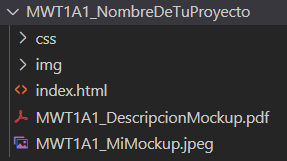 MWT1A1_NombreDeTuProyecto
css
img
index.html
MWT1A1_DescripcionMockup.pdf
MWT1A1_MiMockup.jpeg